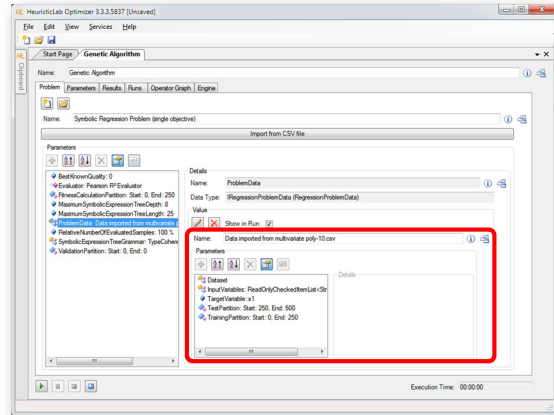 HeuristicLab Optimizer 3.3.3.5837 [Unsaved]
File Edit View Services Help
Start Page Genetic Algorithm
Clipboard
Name: Genetic Algorithm
Problem Parameters Results Runs Operator Graph Engine
Name: Symbolic Regression Problem (single objective)
Import from CSV file
Parameters
BestKnownQuality: 0
Evaluator: Pearson R² Evaluator
FitnessCalculationPartition: Start: 0, End: 250
MaximumSymbolicExpressionTreeDepth: 8
MaximumSymbolicExpressionTreeLength: 25
ProblemData: Data imported from multivariate p
RelativeNumberOfEvaluatedSamples: 100 %
SymbolicExpressionTreeGrammar: TypeCoheren
ValidationPartition: Start: 0, End: 0
Details
Name: ProblemData
Data Type: IRegressionProblemData (RegressionProblemData)
Value
Show in Run:
Name: Data imported from multivariate poly-10.csv
Parameters
Dataset
InputVariables: ReadOnlyCheckedItemList<Str
TargetVariable: x1
TestPartition: Start: 250, End: 500
TrainingPartition: Start: 0, End: 250
Details
Execution Time: 00:00:00